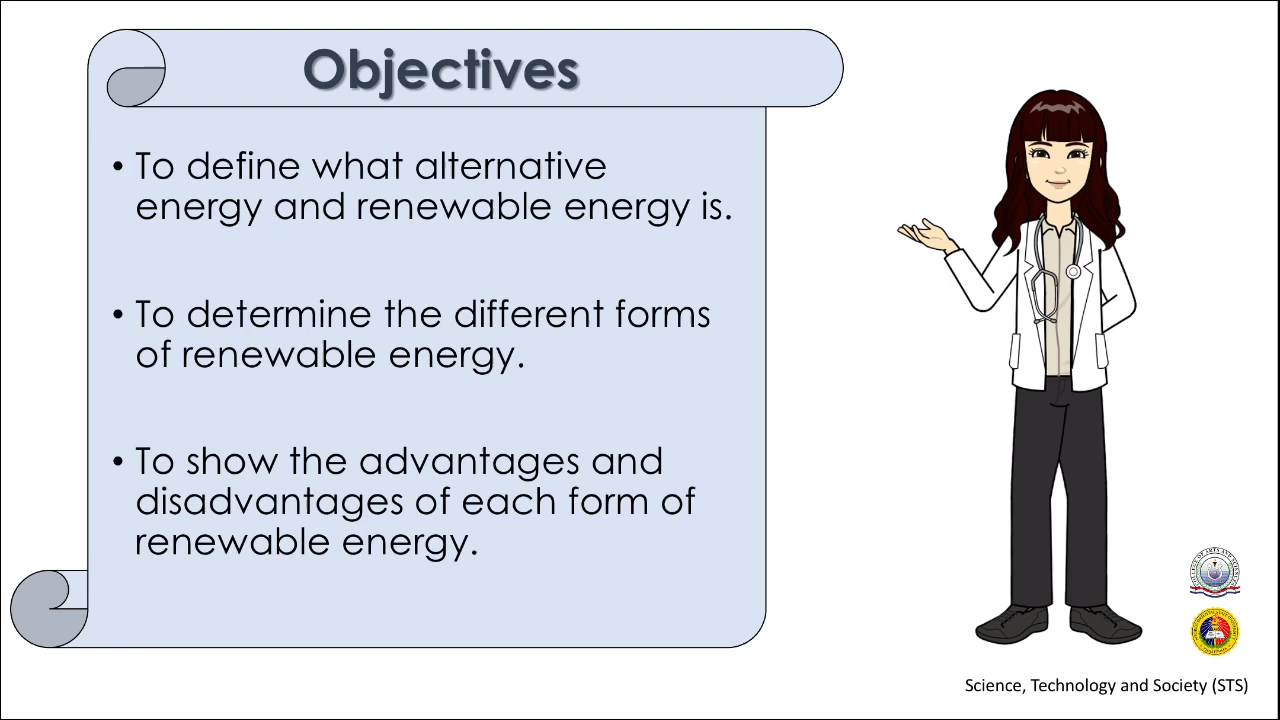 Objectives
• To define what alternative
energy and renewable energy is.
• To determine the different forms
of renewable energy.
• To show the advantages and
disadvantages of each form of
renewable energy.
Science, Technology and Society (STS)